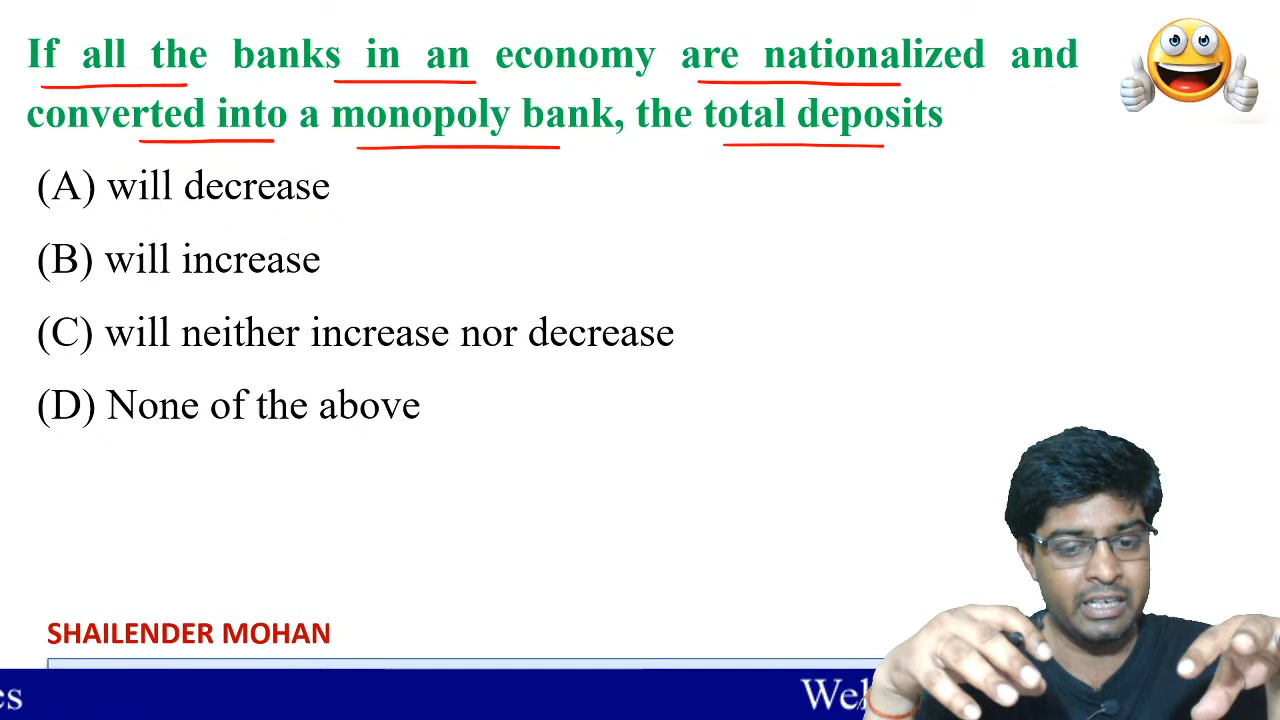 If all the banks in an economy are nationalized and
converted into a monopoly bank, the total deposits
(A) will decrease
(B) will increase
(C) will neither increase nor decrease
(D) None of the above
SHAILENDER MOHAN